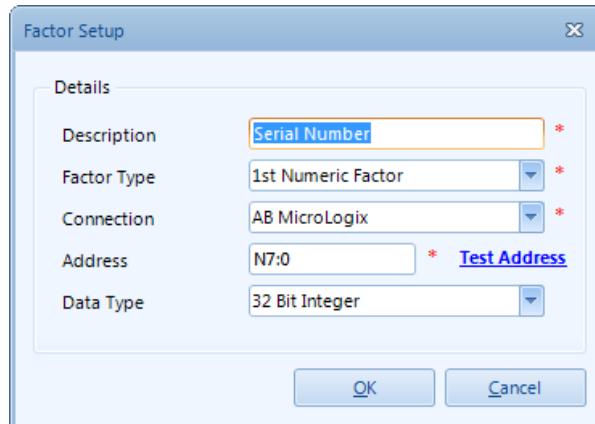 Factor Setup
Details
Description Serial Number *
Factor Type 1st Numeric Factor *
Connection AB MicroLogix *
Address N7:0 * Test Address
Data Type 32 Bit Integer
OK Cancel